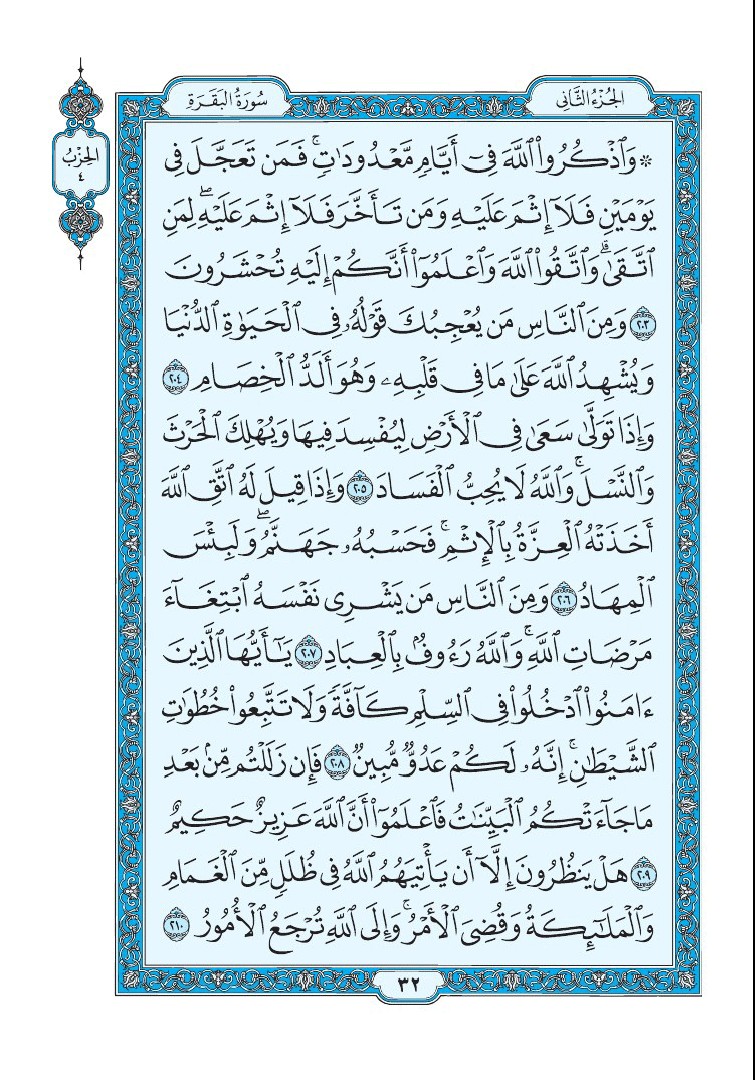 الجُزْءُ الثَّانِي
سُورَةُ البَقَرَةِ
الحِزْبُ
٤
۞ وَٱذْكُرُوا۟ ٱللَّهَ فِىٓ أَيَّامٍ مَّعْدُودَٰتٍ ۚ فَمَن تَعَجَّلَ فِى
يَوْمَيْنِ فَلَآ إِثْمَ عَلَيْهِ وَمَن تَأَخَّرَ فَلَآ إِثْمَ عَلَيْهِ ۖ لِمَنِ
ٱتَّقَىٰ ۗ وَٱتَّقُوا۟ ٱللَّهَ وَٱعْلَمُوٓا۟ أَنَّكُمْ إِلَيْهِ تُحْشَرُونَ
٢٠٣ وَمِنَ ٱلنَّاسِ مَن يُعْجِبُكَ قَوْلُهُۥ فِى ٱلْحَيَوٰةِ ٱلدُّنْيَا
وَيُشْهِدُ ٱللَّهَ عَلَىٰ مَا فِى قَلْبِهِۦ وَهُوَ أَلَدُّ ٱلْخِصَامِ ٢٠٤
وَإِذَا تَوَلَّىٰ سَعَىٰ فِى ٱلْأَرْضِ لِيُفْسِدَ فِيهَا وَيُهْلِكَ ٱلْحَرْثَ
وَٱلنَّسْلَ ۗ وَٱللَّهُ لَا يُحِبُّ ٱلْفَسَادَ ٢٠٥ وَإِذَا قِيلَ لَهُ ٱتَّقِ ٱللَّهَ
أَخَذَتْهُ ٱلْعِزَّةُ بِٱلْإِثْمِ ۚ فَحَسْبُهُۥ جَهَنَّمُ ۖ وَلَبِئْسَ
ٱلْمِهَادُ ٢٠٦ وَمِنَ ٱلنَّاسِ مَن يَشْرِى نَفْسَهُ ٱبْتِغَآءَ
مَرْضَاتِ ٱللَّهِ ۚ وَٱللَّهُ رَءُوفٌۢ بِٱلْعِبَادِ ٢٠٧ يَـٰٓأَيُّهَا ٱلَّذِينَ
ءَامَنُوا۟ ٱدْخُلُوا۟ فِى ٱلسِّلْمِ كَآفَّةً وَلَا تَتَّبِعُوا۟ خُطُوَٰتِ
ٱلشَّيْطَـٰنِ ۚ إِنَّهُۥ لَكُمْ عَدُوٌّ مُّبِينٌ ٢٠٨ فَإِن زَلَلْتُم مِّنۢ بَعْدِ
مَا جَآءَتْكُمُ ٱلْبَيِّنَـٰتُ فَٱعْلَمُوٓا۟ أَنَّ ٱللَّهَ عَزِيزٌ حَكِيمٌ
٢٠٩ هَلْ يَنظُرُونَ إِلَّآ أَن يَأْتِيَهُمُ ٱللَّهُ فِى ظُلَلٍ مِّنَ ٱلْغَمَامِ
وَٱلْمَلَـٰٓئِكَةُ وَقُضِىَ ٱلْأَمْرُ ۚ وَإِلَى ٱللَّهِ تُرْجَعُ ٱلْأُمُورُ ٢١٠
٣٢